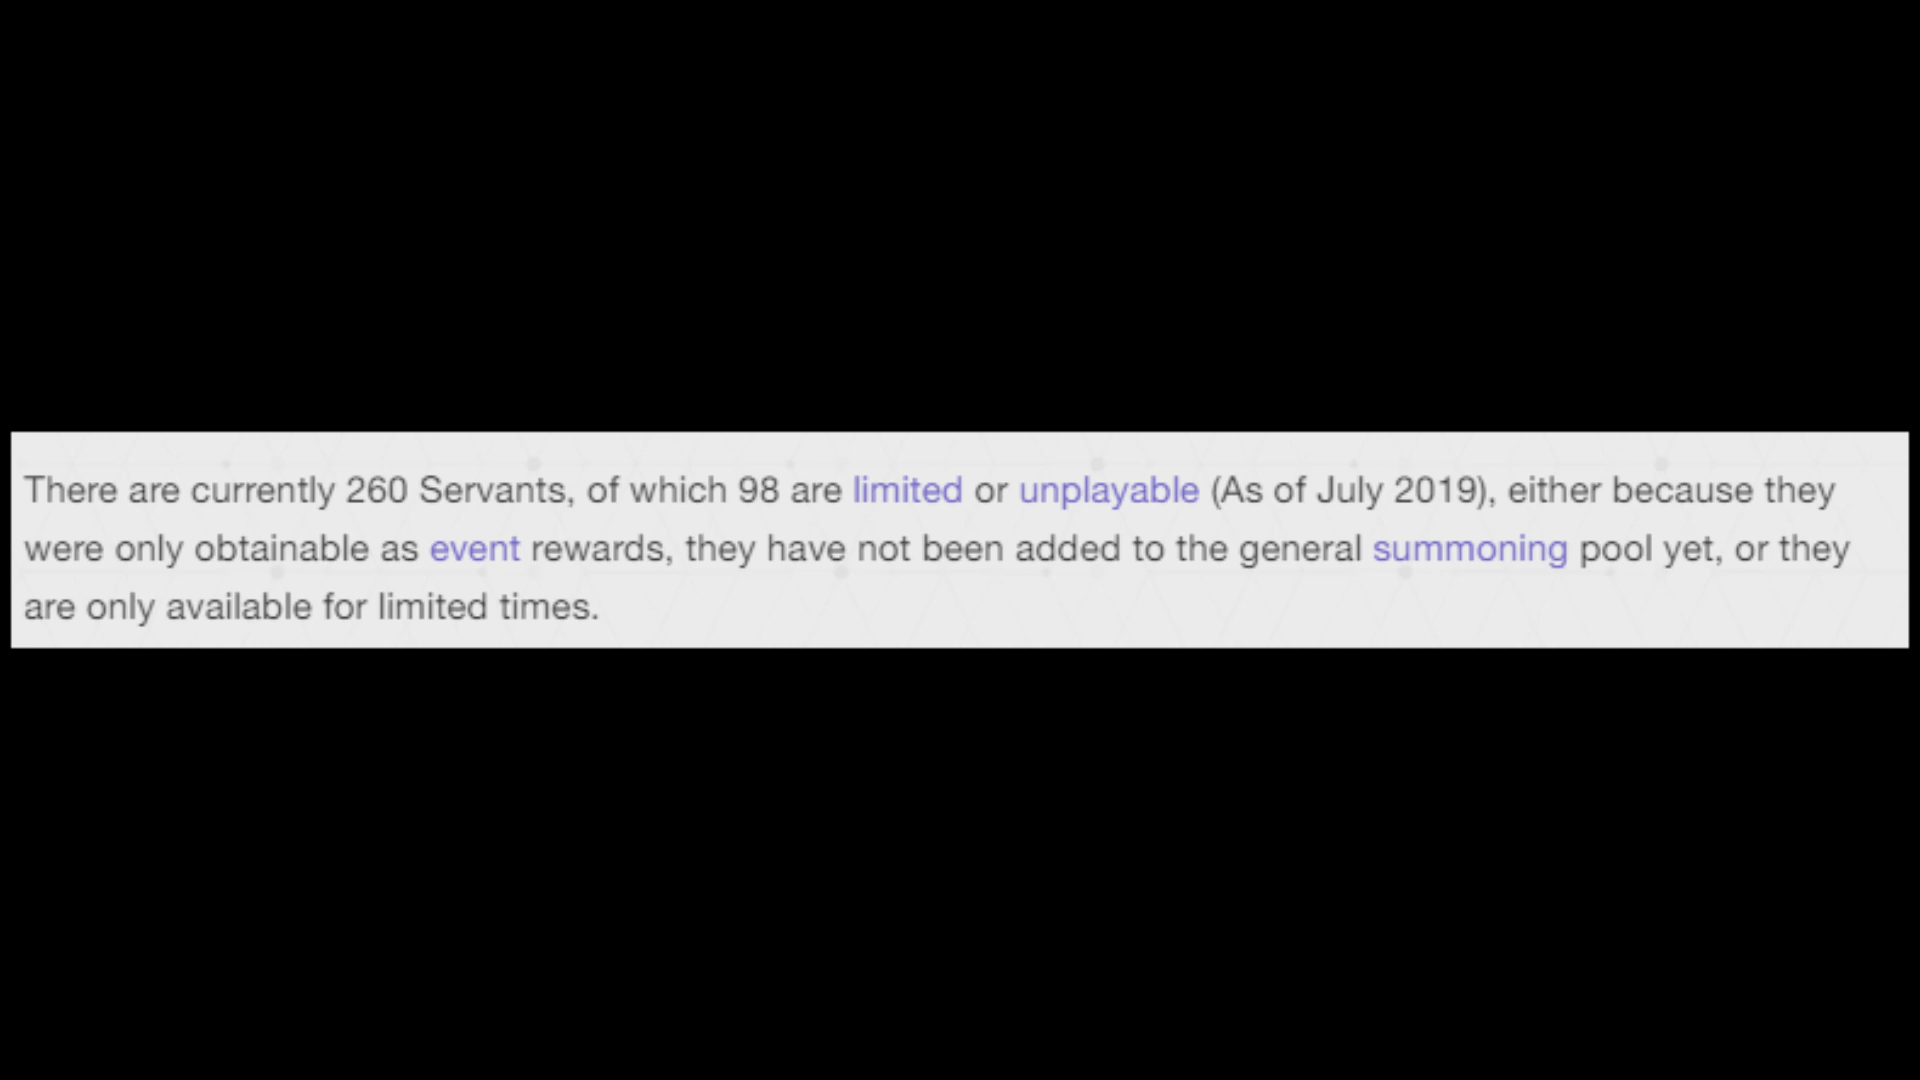 There are currently 260 Servants, of which 98 are limited or unplayable (As of July 2019), either because they
were only obtainable as event rewards, they have not been added to the general summoning pool yet, or they
are only available for limited times.